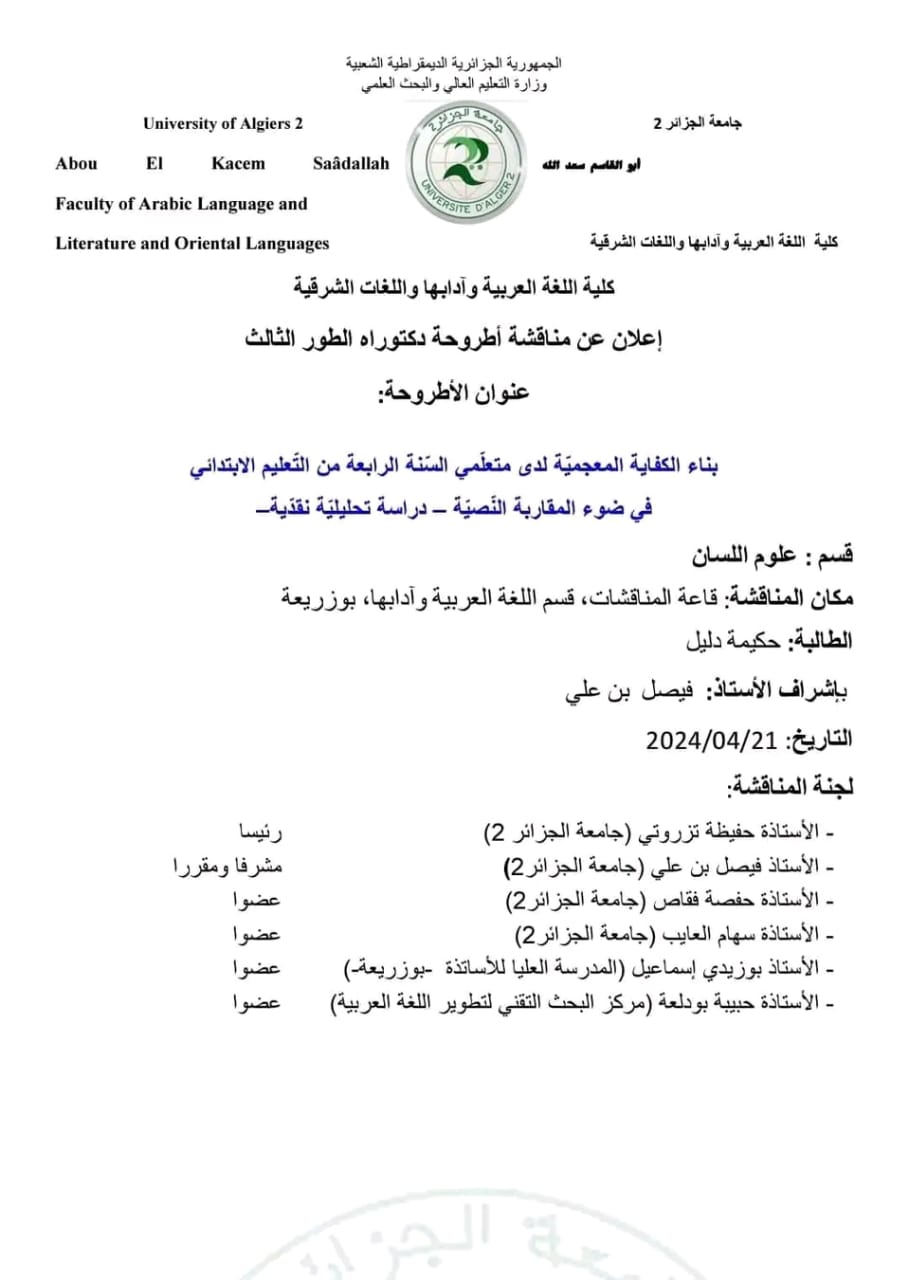 الجمهورية الجزائرية الديمقراطية الشعبية
وزارة التعليم العالي والبحث العلمي
University of Algiers 2
جامعة الجزائر 2
Abou El Kacem Saâdallah
أبو القاسم سعد الله
Faculty of Arabic Language and
Literature and Oriental Languages
كلية اللغة العربية وآدابها واللغات الشرقية
جامعة الجزائر 2
UNIVERSITE D'ALGER 2
كلية اللغة العربية وآدابها واللغات الشرقية
إعلان عن مناقشة أطروحة دكتوراه الطور الثالث
عنوان الأطروحة:
بناء الكفاية المعجميّة لدى متعلّمي السّنة الرابعة من التّعليم الابتدائي
في ضوء المقاربة النّصيّة – دراسة تحليليّة نقديّة–
قسم : علوم اللسان
مكان المناقشة: قاعة المناقشات، قسم اللغة العربية وآدابها، بوزريعة
الطالبة: حكيمة دليل
بإشراف الأستاذ: فيصل بن علي
التاريخ: 2024/04/21
لجنة المناقشة:
- الأستاذة حفيظة تزروتي (جامعة الجزائر 2) رئيسا
- الأستاذ فيصل بن علي (جامعة الجزائر2) مشرفا ومقررا
- الأستاذة حفصة فقاص (جامعة الجزائر2) عضوا
- الأستاذة سهام العايب (جامعة الجزائر2) عضوا
- الأستاذ بوزيدي إسماعيل (المدرسة العليا للأساتذة -بوزريعة-) عضوا
- الأستاذة حبيبة بودلعة (مركز البحث التقني لتطوير اللغة العربية) عضوا